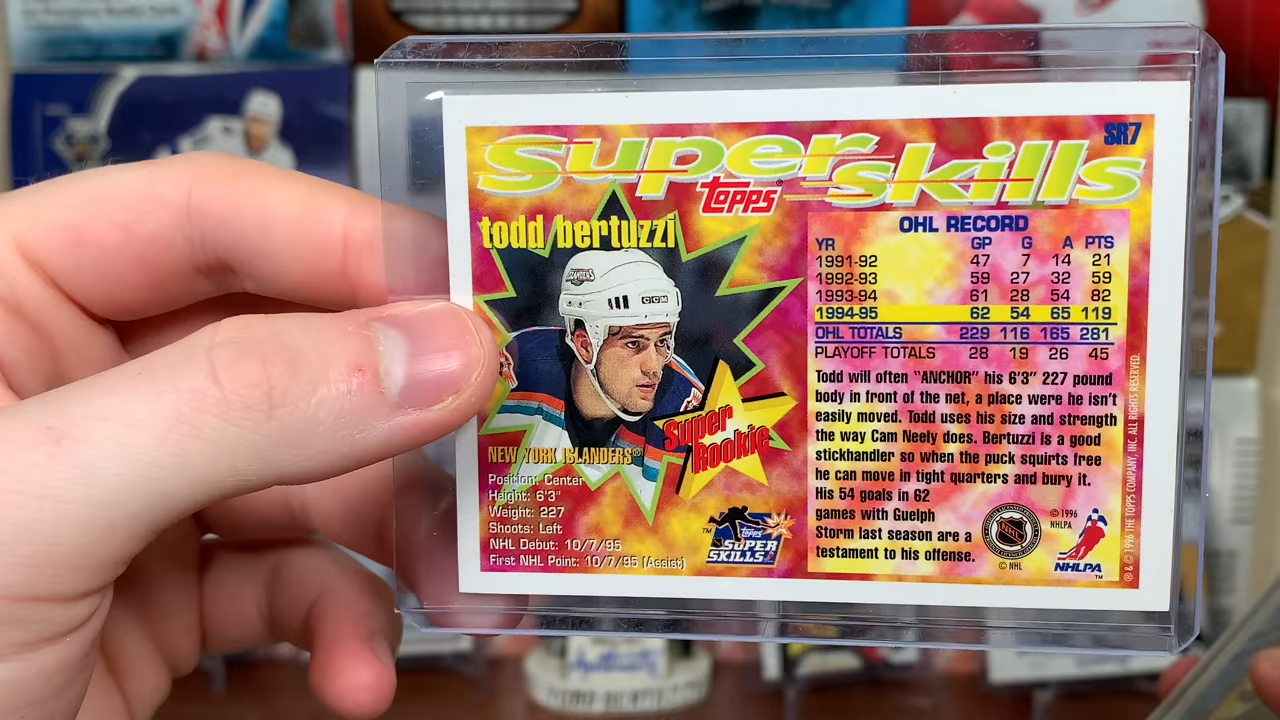 SR7
Super skills
topps
todd bertuzzi
ISLANDERS
CCM
Super
Rookie
NEW YORK ISLANDERS®
Position: Center
Height: 6'3"
Weight: 227
Shoots: Left
NHL Debut: 10/7/95
First NHL Point: 10/7/95 (Assist)
TM
topps
SUPER
SKILLS
OHL RECORD
YR GP G A PTS
1991-92 47 7 14 21
1992-93 59 27 32 59
1993-94 61 28 54 82
1994-95 62 54 65 119
OHL TOTALS 229 116 165 281
PLAYOFF TOTALS 28 19 26 45
Todd will often "ANCHOR" his 6'3" 227 pound
body in front of the net, a place were he isn't
easily moved. Todd uses his size and strength
the way Cam Neely does. Bertuzzi is a good
stickhandler so when the puck squirts free
he can move in tight quarters and bury it.
His 54 goals in 62
games with Guelph
Storm last season are a
testament to his offense.
NHL
© NHL
© 1996
NHLPA
NHLPA
TM
® & © 1996 THE TOPPS COMPANY, INC. ALL RIGHTS RESERVED.